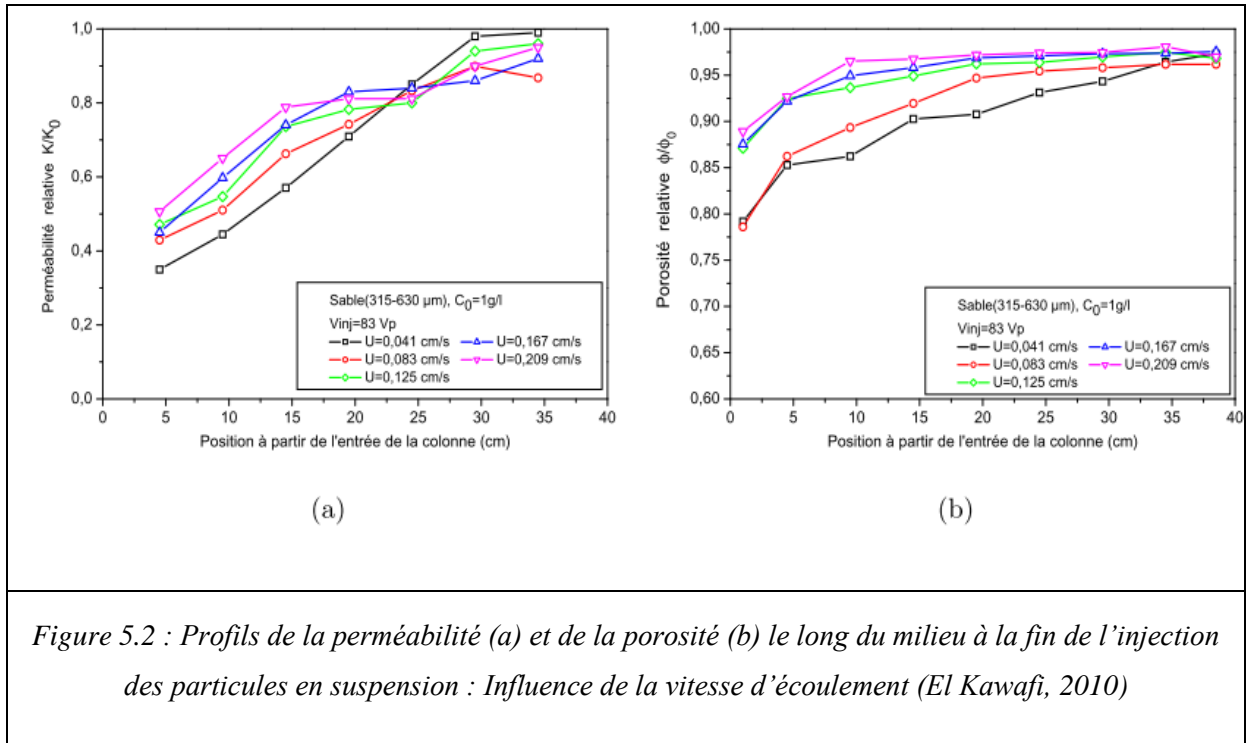 1,0
0,8
0,6
0,4
0,2
0,0
Perméabilité relative K/K₀
Sable(315-630 µm), C₀=1g/l
Vinj=83 Vp
U=0,041 cm/s U=0,167 cm/s
U=0,083 cm/s U=0,209 cm/s
U=0,125 cm/s
0 5 10 15 20 25 30 35 40
Position à partir de l'entrée de la colonne (cm)
(a)
1,00
0,95
0,90
0,85
0,80
0,75
0,70
0,65
0,60
Porosité relative ϕ/ϕ₀
Sable(315-630 µm), C₀=1g/l
Vinj=83 Vp
U=0,041 cm/s U=0,167 cm/s
U=0,083 cm/s U=0,209 cm/s
U=0,125 cm/s
0 5 10 15 20 25 30 35 40
Position à partir de l'entrée de la colonne (cm)
(b)
Figure 5.2 : Profils de la perméabilité (a) et de la porosité (b) le long du milieu à la fin de l’injection
des particules en suspension : Influence de la vitesse d’écoulement (El Kawafi, 2010)